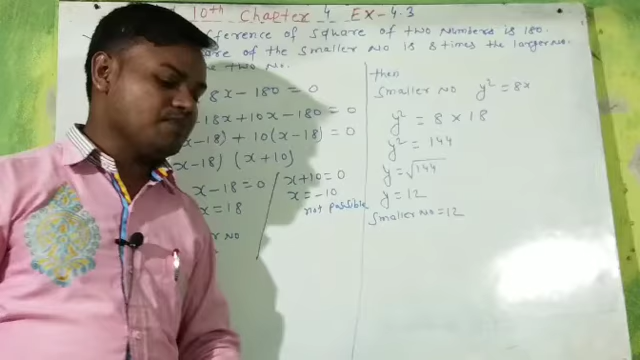 10th Chapter 4 Ex-4.3
fference of Square of two numbers is 180.
are of the Smaller No is 8 times the larger No.
two No.
8x - 180 = 0
-18x + 10x - 180 = 0
x-18) + 10(x-18) = 0
x-18) (x+10)
x-18=0
x=18
No
x+10=0
x=-10
not possible
then
Smaller no y² = 8x
y² = 8 × 18
y² = 144
y = √144
y = 12
Smaller No = 12